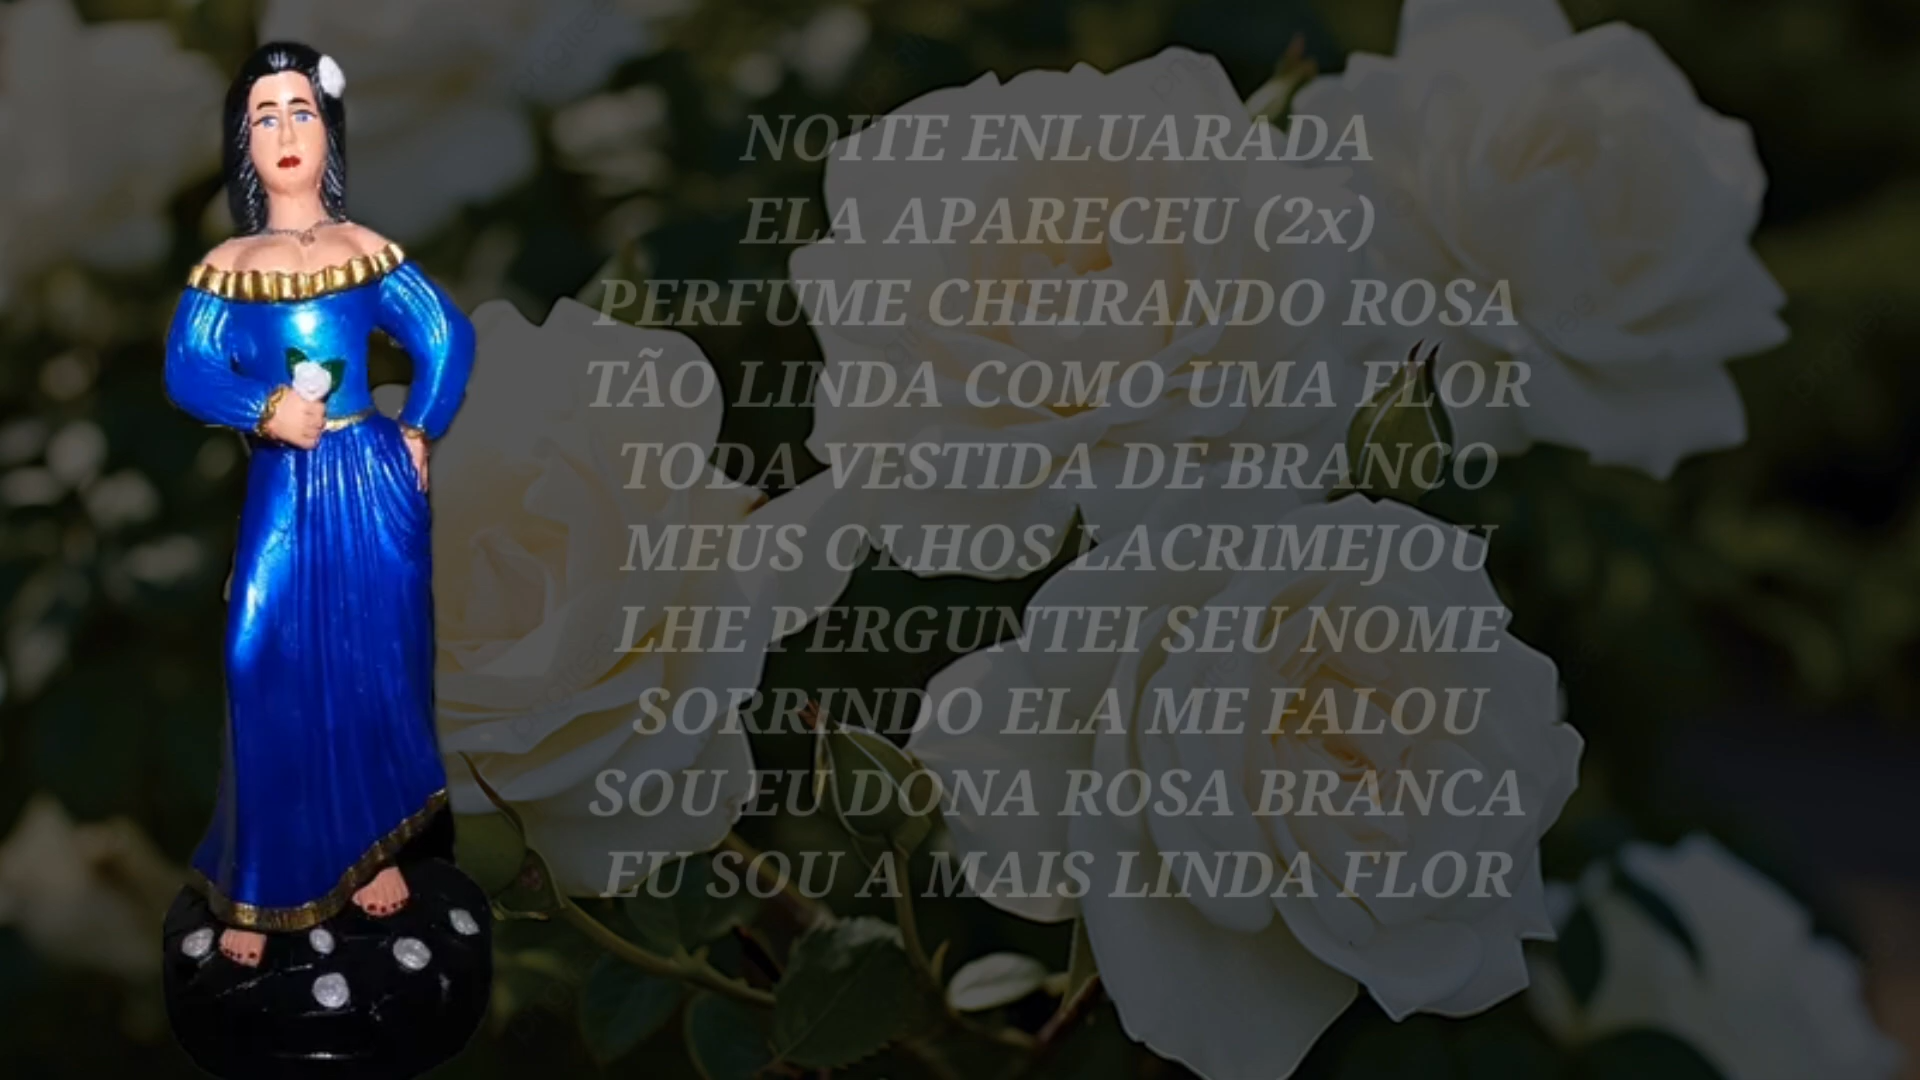 NOITE ENLUARADA
ELA APARECEU (2x)
PERFUME CHEIRANDO ROSA
TÃO LINDA COMO UMA FLOR
TODA VESTIDA DE BRANCO
MEUS OLHOS LACRIMEJOU
LHE PERGUNTEI SEU NOME
SORRINDO ELA ME FALOU
SOU EU DONA ROSA BRANCA
EU SOU A MAIS LINDA FLOR